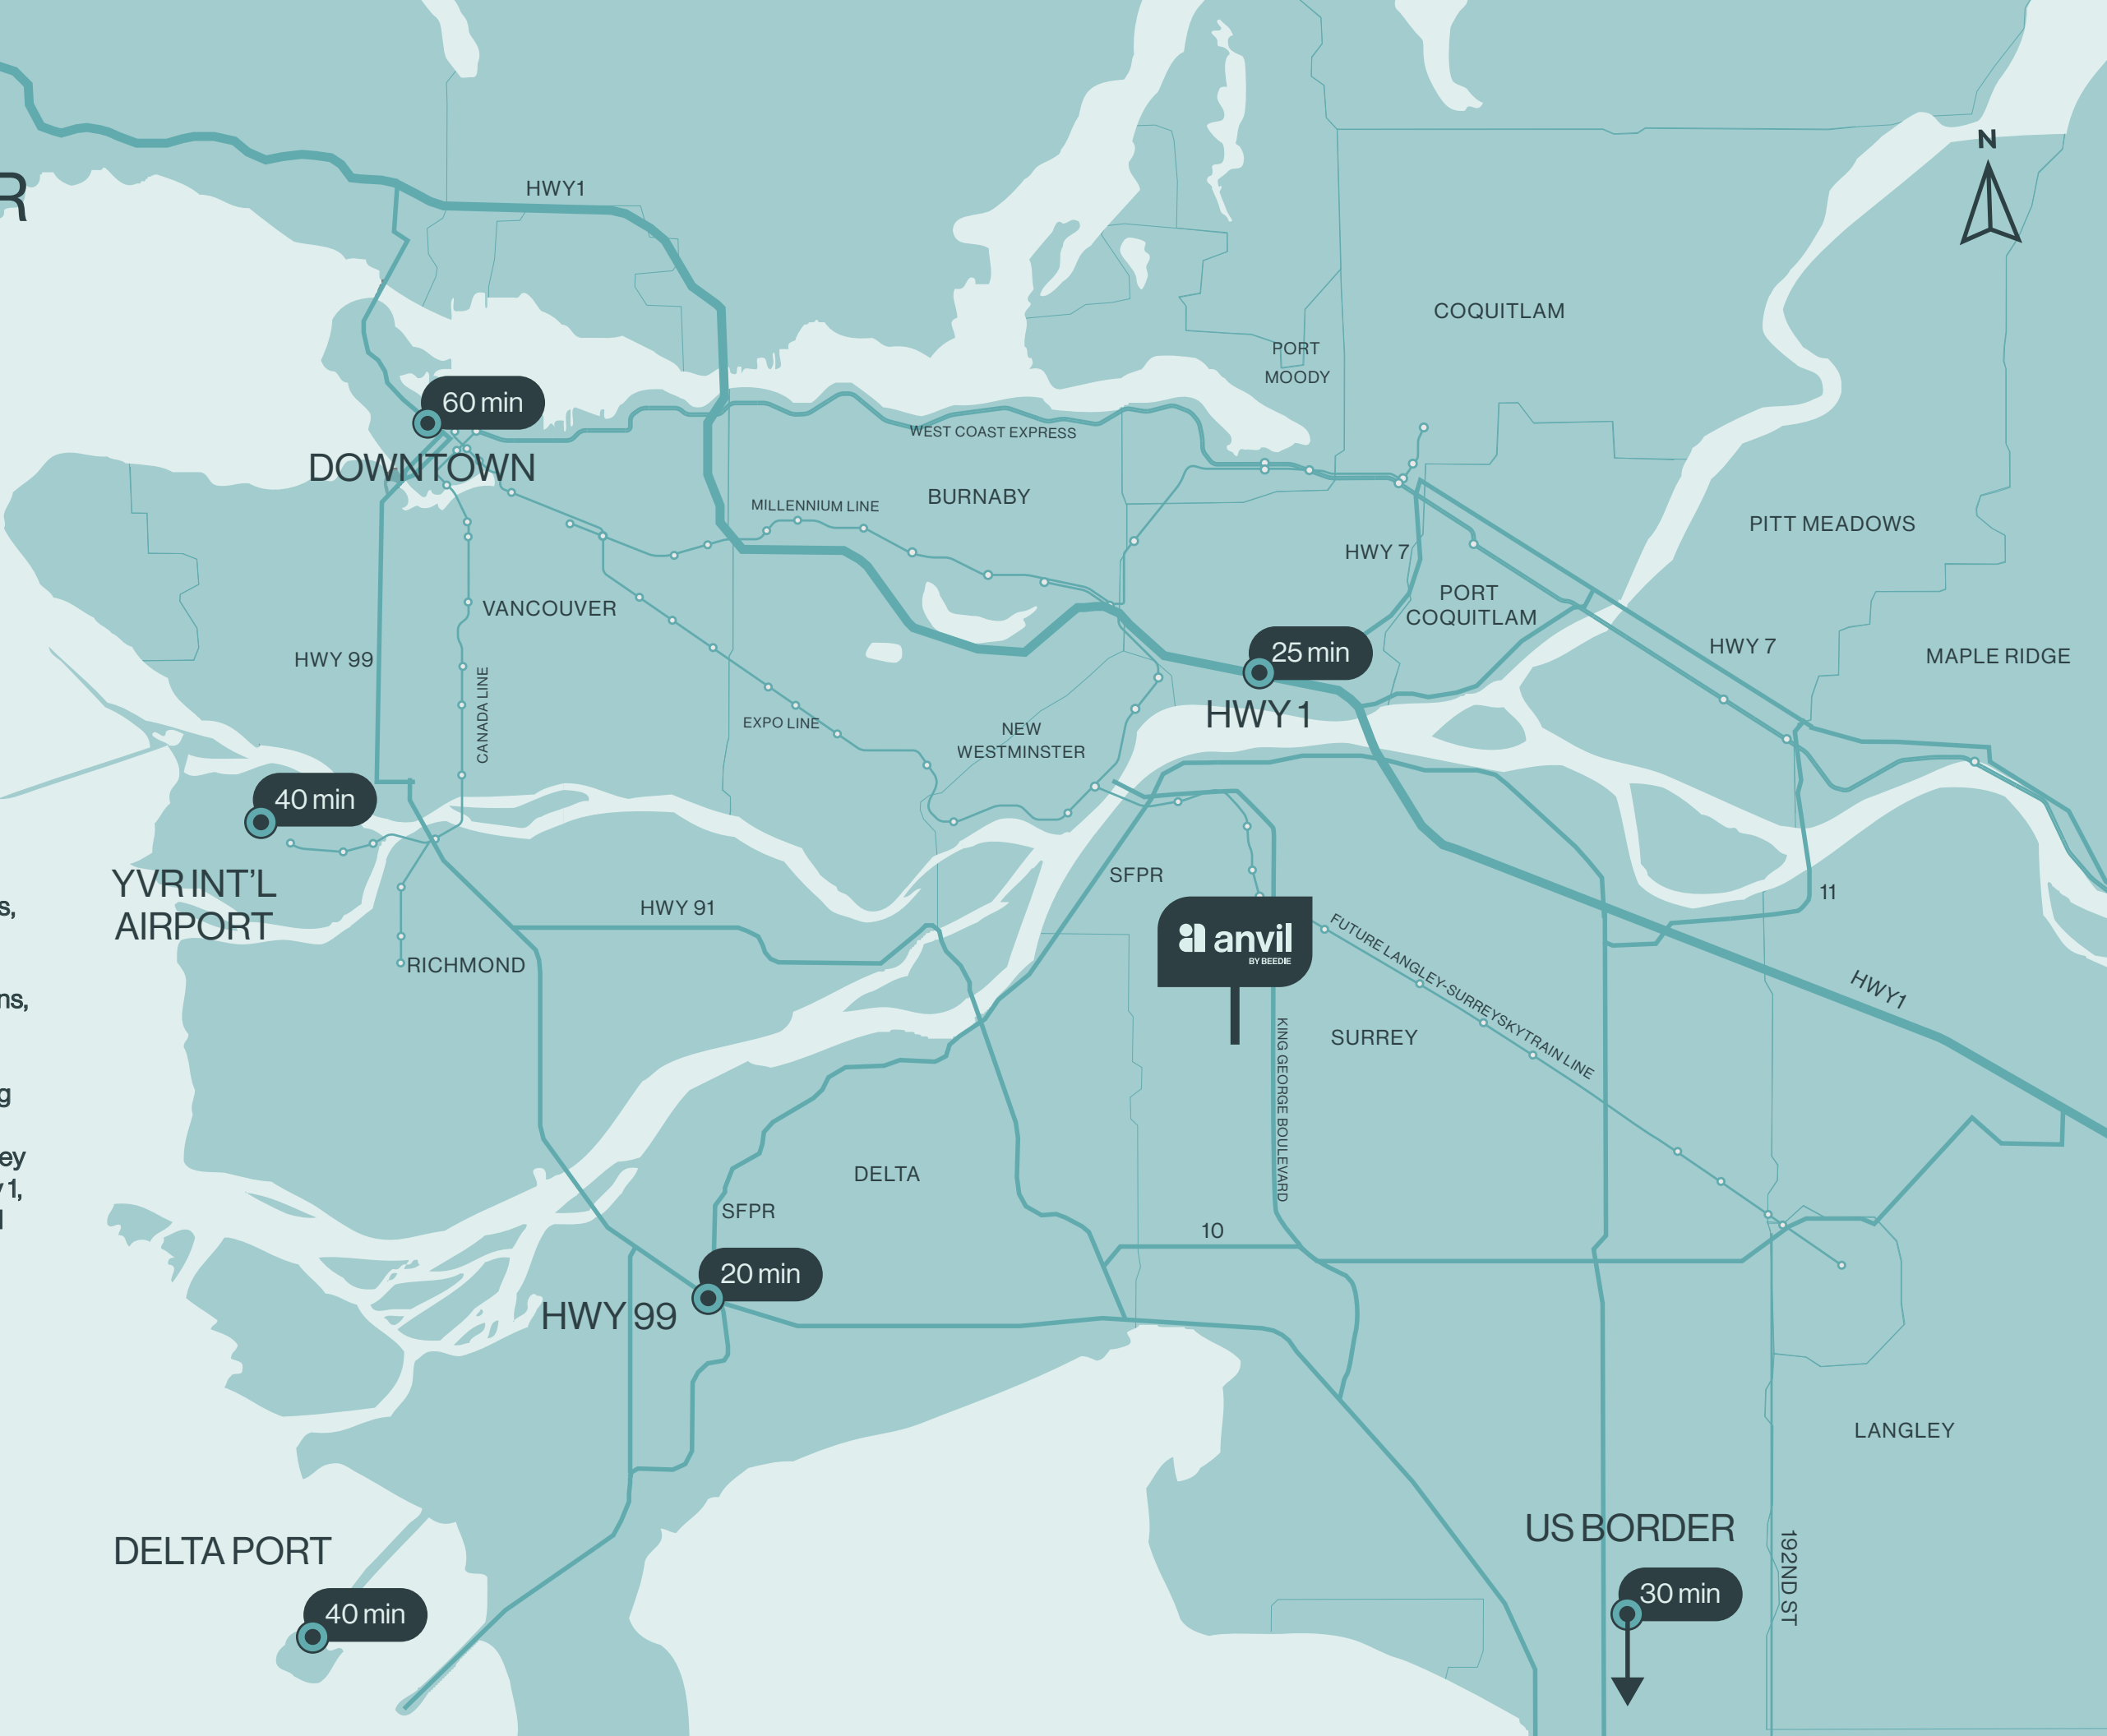 N
R
HWY1
COQUITLAM
PORT
MOODY
60 min
DOWNTOWN
WEST COAST EXPRESS
BURNABY
MILLENNIUM LINE
PITT MEADOWS
HWY 7
PORT
COQUITLAM
VANCOUVER
HWY 99
CANADA LINE
25 min
HWY 1
HWY 7
MAPLE RIDGE
EXPO LINE
NEW
WESTMINSTER
40 min
YVR INT'L
AIRPORT
s,
HWY 91
SFPR
11
anvil
BY BEEDIE
FUTURE LANGLEY-SURREY SKYTRAIN LINE
RICHMOND
HWY1
ns,
KING GEORGE BOULEVARD
SURREY
g
ey
y 1,
DELTA
SFPR
10
20 min
HWY 99
LANGLEY
US BORDER
192ND ST
DELTA PORT
30 min
40 min